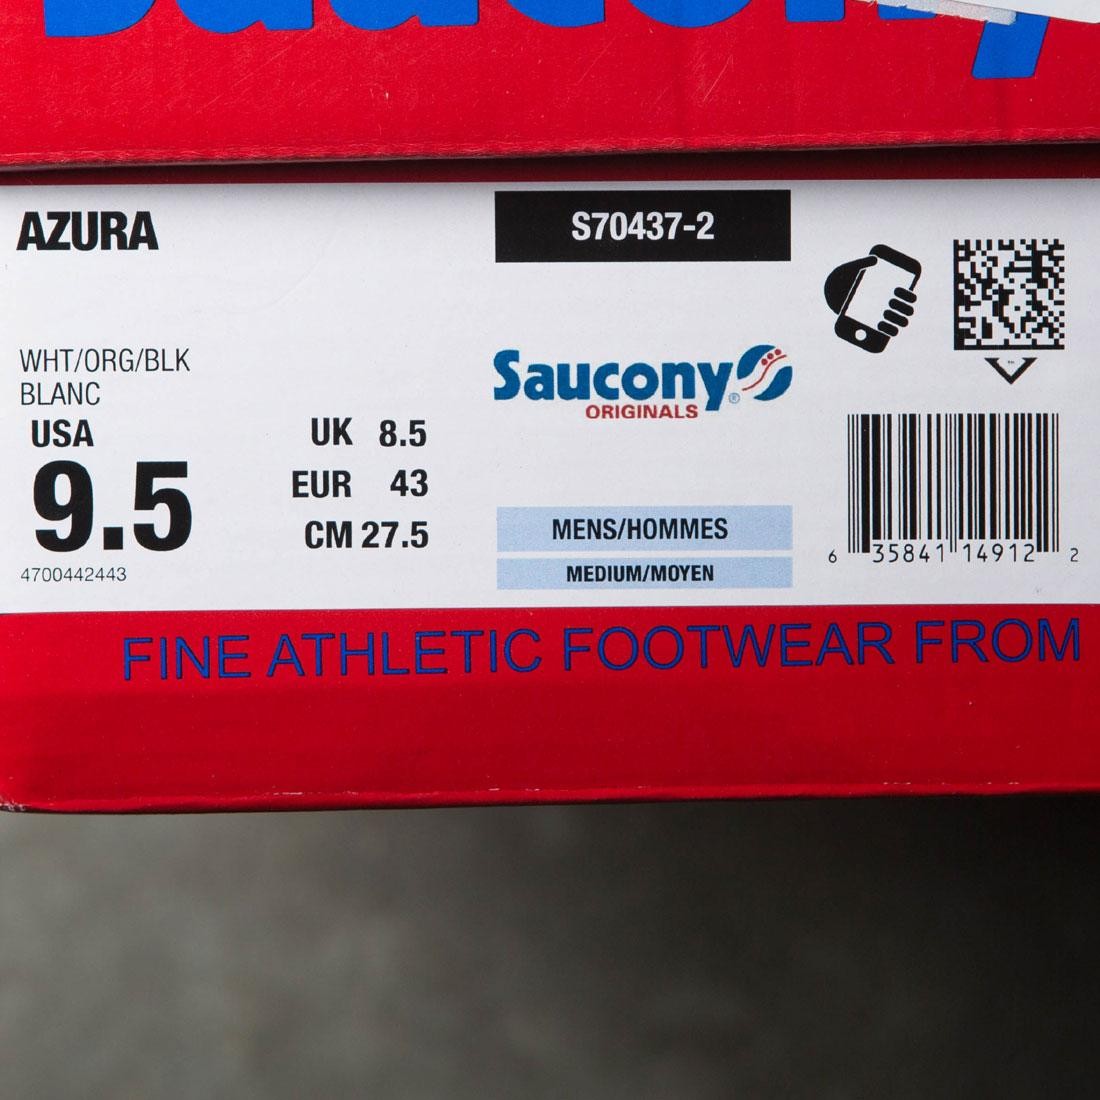 Saucony
AZURA
S70437-2
WHT/ORG/BLK
BLANC
USA
9.5
UK 8.5
EUR 43
CM 27.5
4700442443
Saucony®
ORIGINALS
MENS/HOMMES
MEDIUM/MOYEN
6 35841 14912 2
FINE ATHLETIC FOOTWEAR FROM